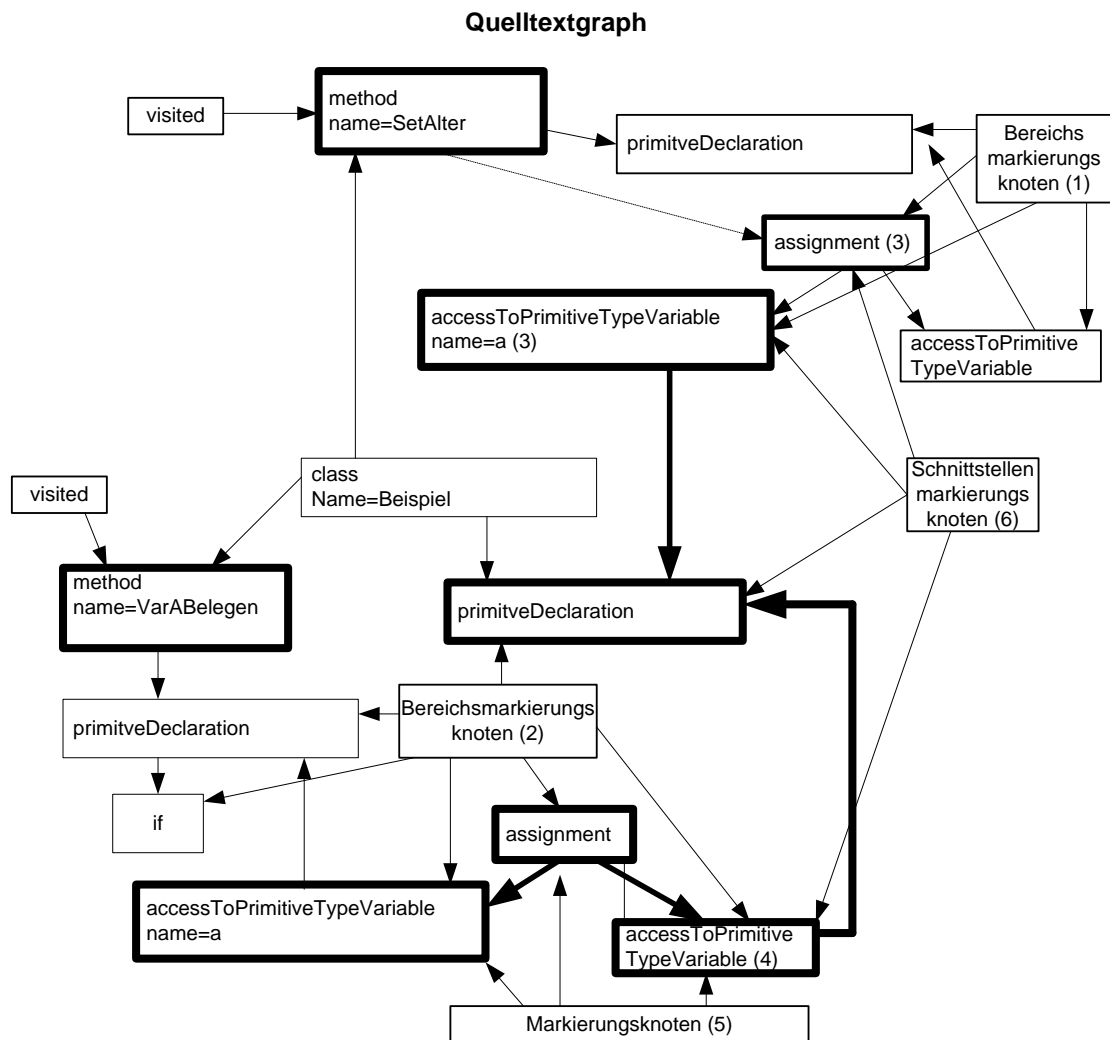 Quelltextgraph
visited
method
name=SetAlter
primitveDeclaration
Bereichs
markierungs
knoten (1)
assignment (3)
accessToPrimitiveTypeVariable
name=a (3)
accessToPrimitive
TypeVariable
class
Name=Beispiel
Schnittstellen
markierungs
knoten (6)
visited
method
name=VarABelegen
primitveDeclaration
Bereichsmarkierungs
knoten (2)
primitveDeclaration
if
assignment
accessToPrimitiveTypeVariable
name=a
accessToPrimitive
TypeVariable (4)
Markierungsknoten (5)